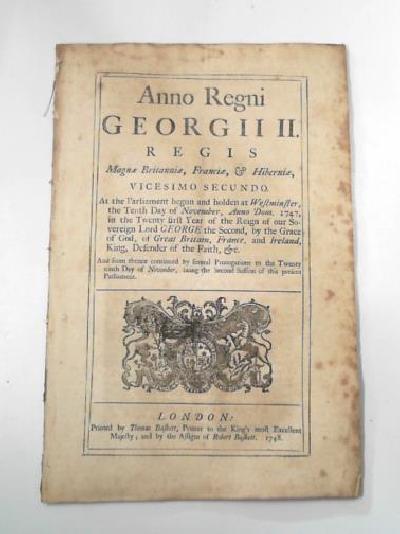 Anno Regni
GEORGII II.
REGIS
Magnæ Britanniæ, Franciæ, & Hiberniæ,
VICESIMO SECUNDO.
At the Parliament begun and holden at Westminster,
the Tenth Day of November, Anno Dom. 1747,
in the Twenty first Year of the Reign of our So-
vereign Lord GEORGE the Second, by the Grace
of God, of Great Britain, France, and Ireland,
King, Defender of the Faith, &c.
And from thence continued by several Prorogations to the Twenty
ninth Day of November, being the Second Session of this present
Parliament.
LONDON:
Printed by Thomas Baskett, Printer to the King's most Excellent
Majesty; and by the Assigns of Robert Baskett. 1748.